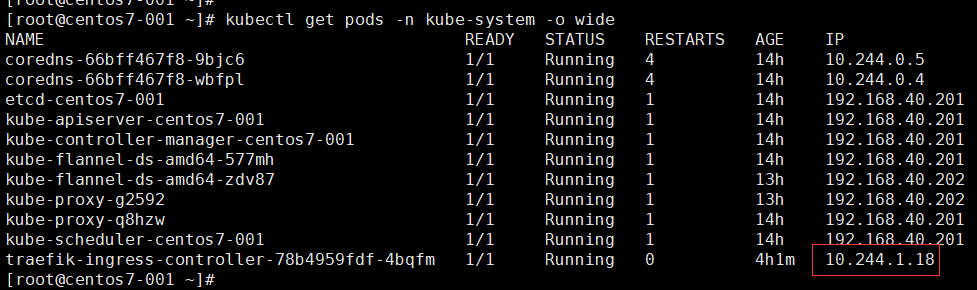 [root@centos7-001 ~]#
[root@centos7-001 ~]# kubectl get pods -n kube-system -o wide
NAME READY STATUS RESTARTS AGE IP
coredns-66bff467f8-9bjc6 1/1 Running 4 14h 10.244.0.5
coredns-66bff467f8-wbfpl 1/1 Running 4 14h 10.244.0.4
etcd-centos7-001 1/1 Running 1 14h 192.168.40.201
kube-apiserver-centos7-001 1/1 Running 1 14h 192.168.40.201
kube-controller-manager-centos7-001 1/1 Running 1 14h 192.168.40.201
kube-flannel-ds-amd64-577mh 1/1 Running 1 14h 192.168.40.201
kube-flannel-ds-amd64-zdv87 1/1 Running 1 13h 192.168.40.202
kube-proxy-g2592 1/1 Running 1 13h 192.168.40.202
kube-proxy-q8hzw 1/1 Running 1 14h 192.168.40.201
kube-scheduler-centos7-001 1/1 Running 1 14h 192.168.40.201
traefik-ingress-controller-78b4959fdf-4bqfm 1/1 Running 0 4h1m 10.244.1.18
[root@centos7-001 ~]#